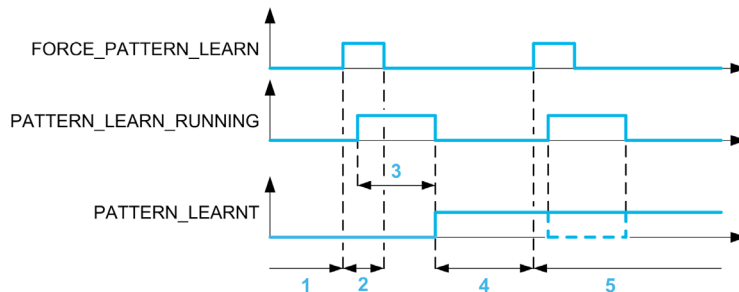 FORCE_PATTERN_LEARN
PATTERN_LEARN_RUNNING
3
PATTERN_LEARNT
1 2 4 5